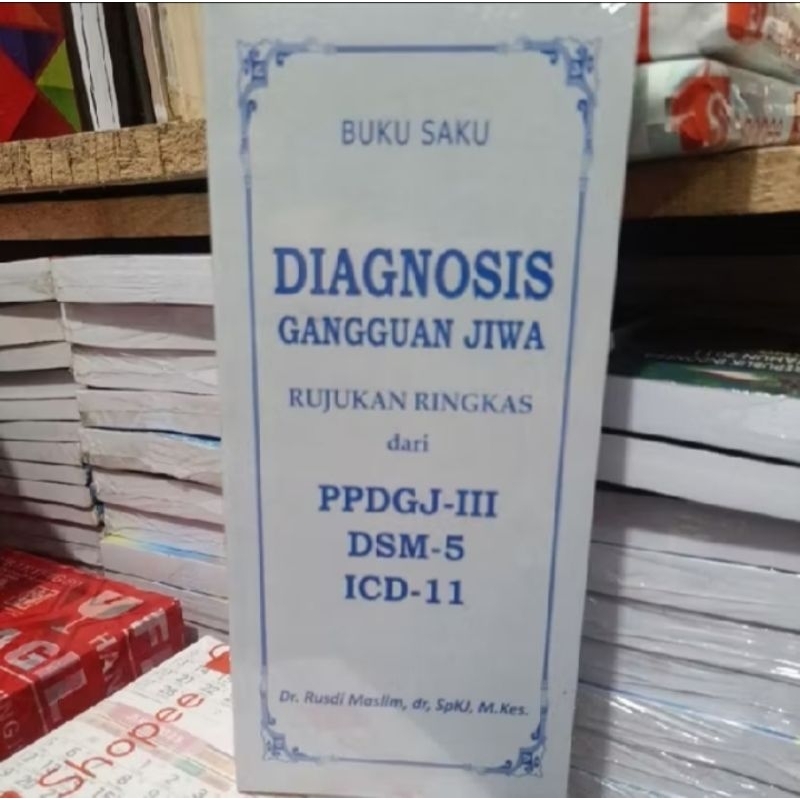 BUKU SAKU
DIAGNOSIS
GANGGUAN JIWA
RUJUKAN RINGKAS
dari
PPDGJ-III
DSM-5
ICD-11
Dr. Rusdi Maslim, dr, SpKJ, M.Kes.
Shopee